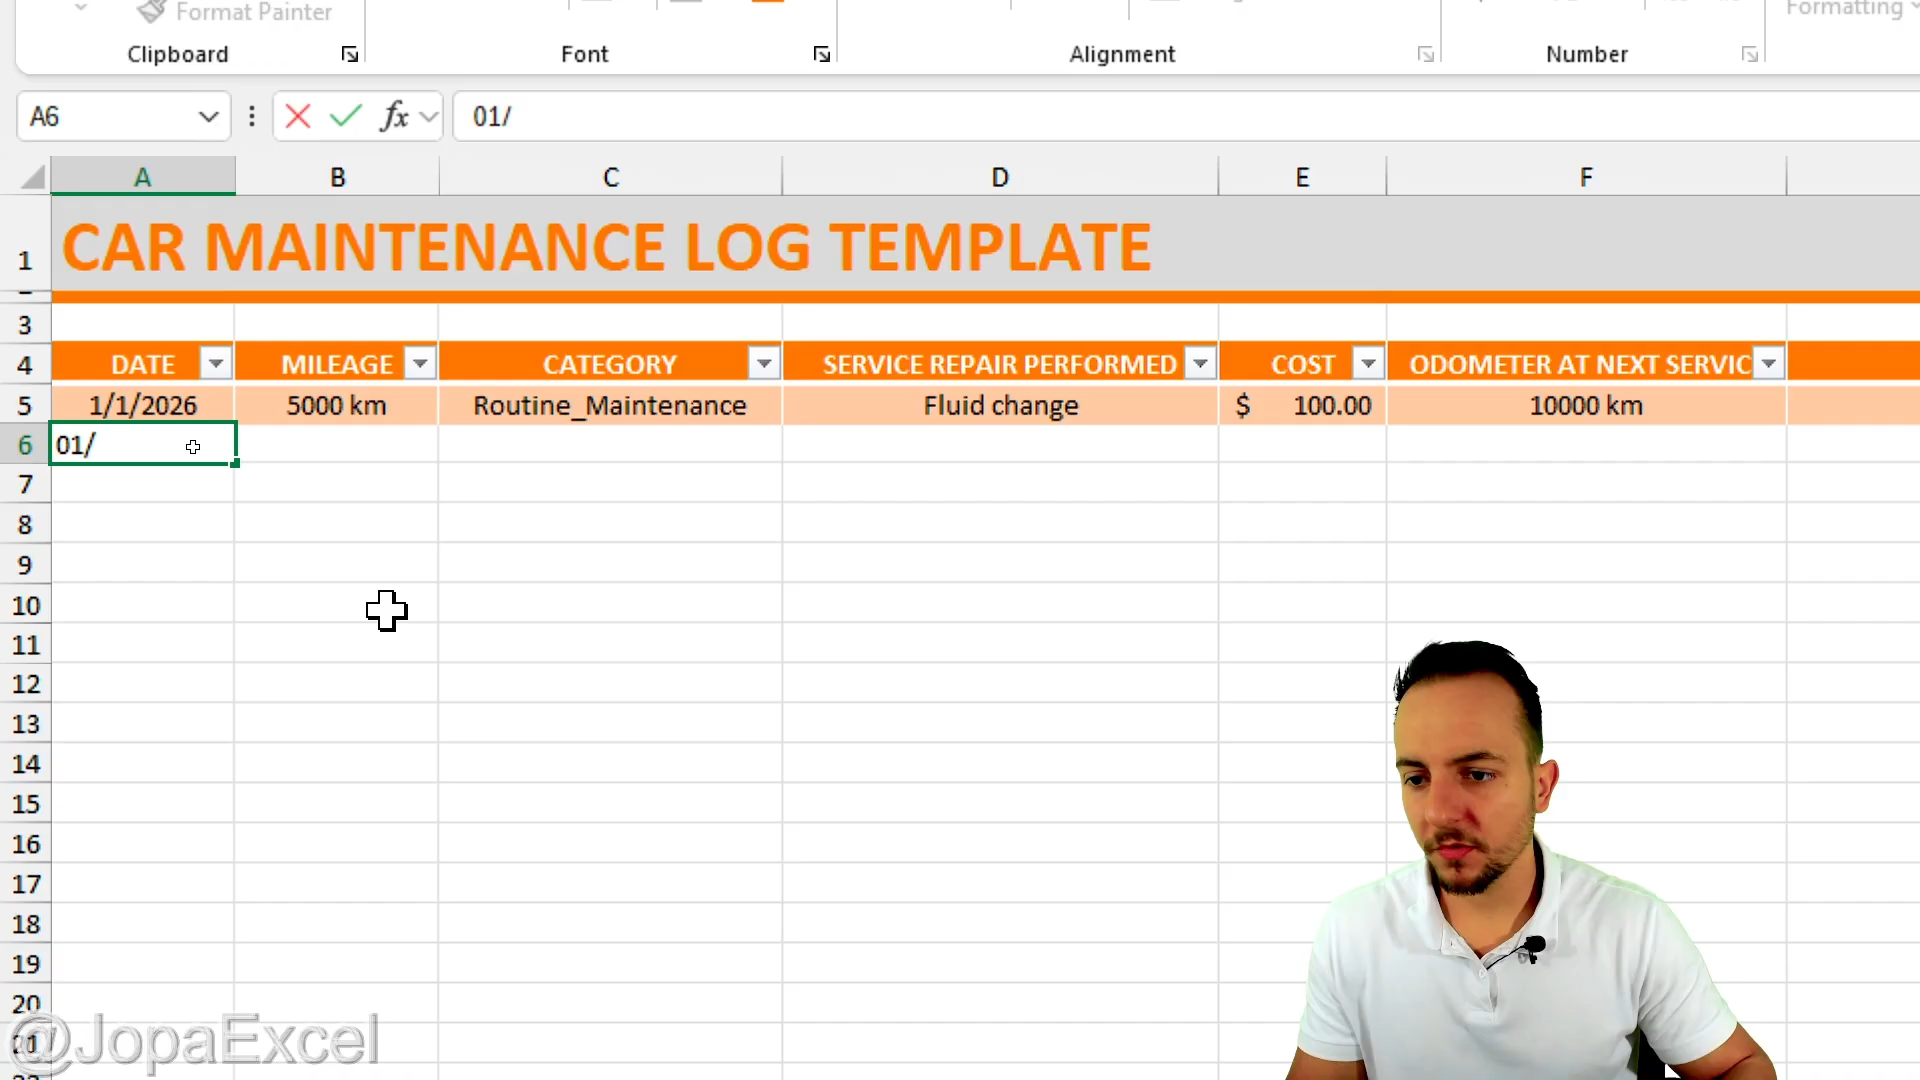 Format Painter
Formatting
Clipboard Font Alignment Number
A6 fx 01/
A B C D E F
1 CAR MAINTENANCE LOG TEMPLATE
3
4 DATE MILEAGE CATEGORY SERVICE REPAIR PERFORMED COST ODOMETER AT NEXT SERVIC
5 1/1/2026 5000 km Routine_Maintenance Fluid change $ 100.00 10000 km
6 01/
7
8
9
10
11
12
13
14
15
16
17
18
19
20
21
@JopaExcel